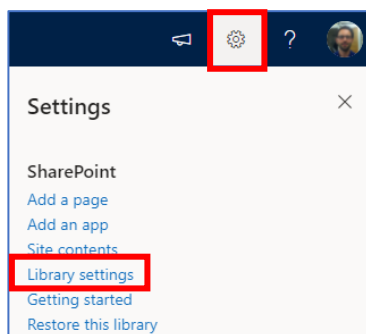 ?
Settings
SharePoint
Add a page
Add an app
Site contents
Library settings
Getting started
Restore this library